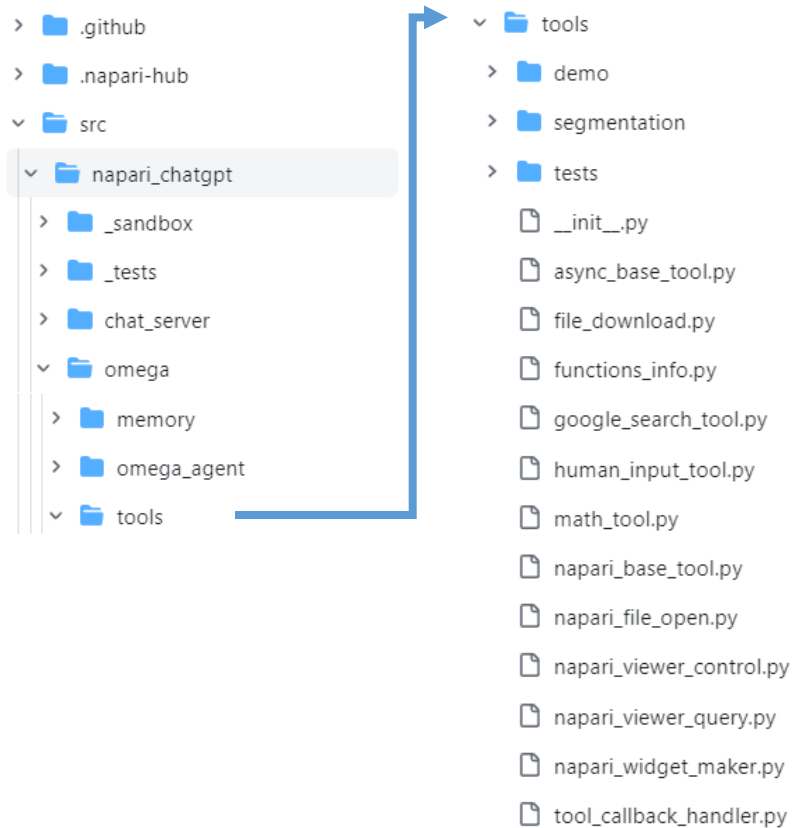 .github
.napari-hub
src
napari_chatgpt
_sandbox
_tests
chat_server
omega
memory
omega_agent
tools
tools
demo
segmentation
tests
__init__.py
async_base_tool.py
file_download.py
functions_info.py
google_search_tool.py
human_input_tool.py
math_tool.py
napari_base_tool.py
napari_file_open.py
napari_viewer_control.py
napari_viewer_query.py
napari_widget_maker.py
tool_callback_handler.py